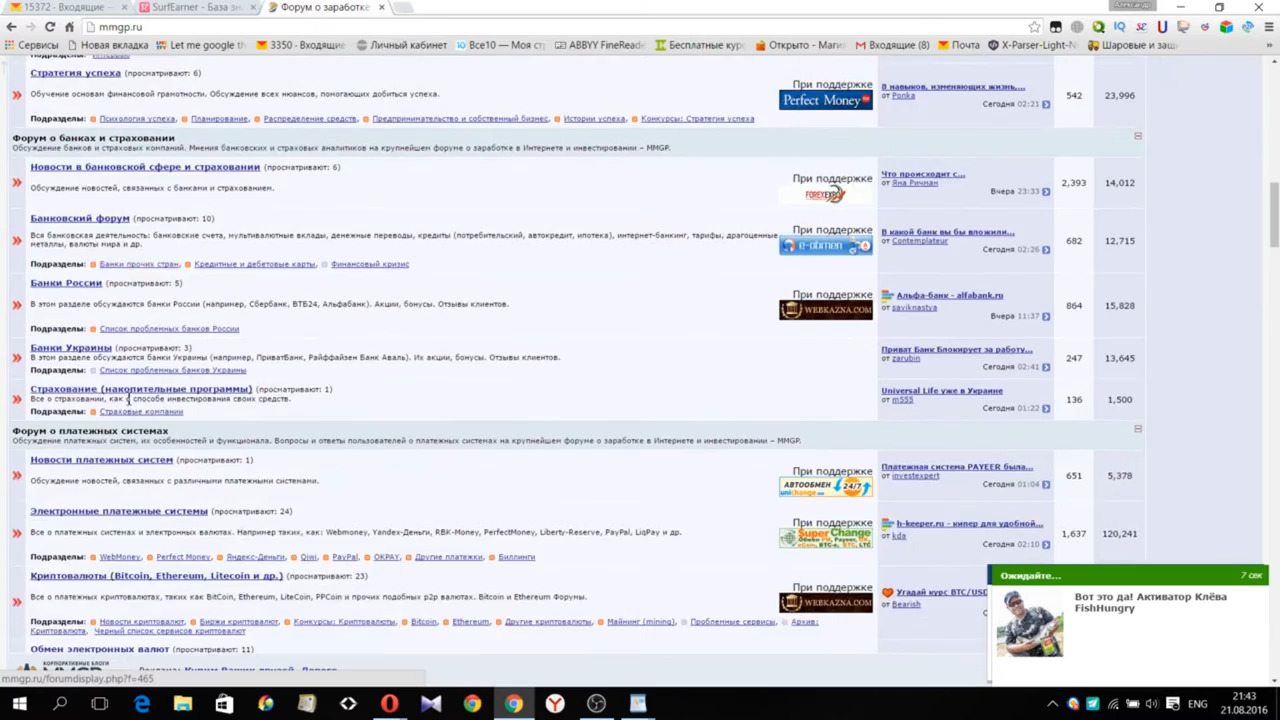 15372 - Входящие
SurfEarner - База зна
Форум о заработке
Александр
mmgp.ru
Сервисы
Новая вкладка
Let me google tha
3350 - Входящие
Личный кабинет
Все10 — Моя ст
ABBYY FineReade
Бесплатные кур
Открыто - Маги
Входящие (8)
Почта
X-Parser-Light-N
Шаровые и защ
Стратегия успеха (просматривают: 6)
Обучение основам финансовой грамотности. Обсуждение всех нюансов, помогающих добиться успеха.
Подразделы: Психология успеха, Планирование, Распределение средств, Предпринимательство и собственный бизнес, Истории успеха, Конкурсы: Стратегия успеха
При поддержке
Perfect Money
8 навыков, изменяющих жизнь,...
от Ponka
Сегодня 02:21
542
23,996
Форум о банках и страховании
Обсуждение банков и страховых компаний. Мнения банковских и страховых аналитиков на крупнейшем форуме о заработке в Интернете и инвестировании – MMGP.
Новости в банковской сфере и страховании (просматривают: 6)
Обсуждение новостей, связанных с банками и страхованием.
При поддержке
FOREXEXPO
Что происходит с...
от Яна Ричман
Вчера 23:33
2,393
14,012
Банковский форум (просматривают: 10)
Вся банковская деятельность: банковские счета, мультивалютные вклады, денежные переводы, кредиты (потребительский, автокредит, ипотека), интернет-банкинг, тарифы, драгоценные
металлы, валюты мира и др.
Подразделы: Банки прочих стран, Кредитные и дебетовые карты, Финансовый кризис
При поддержке
e-obmen
В какой банк вы бы вложили...
от Contemplateur
Сегодня 02:26
682
12,715
Банки России (просматривают: 5)
В этом разделе обсуждаются банки России (например, Сбербанк, ВТБ24, Альфабанк). Акции, бонусы. Отзывы клиентов.
Подразделы: Список проблемных банков России
При поддержке
WEBKAZNA.COM
Альфа-банк - alfabank.ru
от saviknastya
Вчера 11:37
864
15,828
Банки Украины (просматривают: 3)
В этом разделе обсуждаются банки Украины (например, ПриватБанк, Райффайзен Банк Аваль). Их акции, бонусы. Отзывы клиентов.
Подразделы: Список проблемных банков Украины
Приват Банк Блокирует за работу...
от zarubin
Сегодня 02:41
247
13,645
Страхование (накопительные программы) (просматривают: 1)
Все о страховании, как о способе инвестирования своих средств.
Подразделы: Страховые компании
Universal Life уже в Украине
от m555
Сегодня 01:22
136
1,500
Форум о платежных системах
Обсуждение платежных систем, их особенностей и функционала. Вопросы и ответы пользователей о платежных системах на крупнейшем форуме о заработке в Интернете и инвестировании – MMGP.
Новости платежных систем (просматривают: 1)
Обсуждение новостей, связанных с различными платежными системами.
При поддержке
АВТООБМЕН 24/7
unichange
Платежная система PAYEER была...
от investexpert
Сегодня 01:04
651
5,378
Электронные платежные системы (просматривают: 24)
Все о платежных системах и электронных валютах. Например таких, как: Webmoney, Yandex-Деньги, RBK-Money, PerfectMoney, Liberty-Reserve, PayPal, LiqPay и др.
Подразделы: WebMoney, Perfect Money, Яндекс-Деньги, Qiwi, PayPal, OKPAY, Другие платежки, Биллинги
При поддержке
SuperChange
h-keeper.ru - кипер для удобной...
от kda
Сегодня 02:10
1,637
120,241
Криптовалюты (Bitcoin, Ethereum, Litecoin и др.) (просматривают: 23)
Все о платежных криптовалютах, таких как BitCoin, Ethereum, LiteCoin, PPCoin и прочих подобных p2p валютах. Bitcoin и Ethereum Форумы.
Подразделы: Новости криптовалют, Биржи криптовалют, Конкурсы: Криптовалюты, Bitcoin, Ethereum, Другие криптовалюты, Майнинг (mining), Проблемные сервисы, Архив:
Криптовалюта, Черный список сервисов криптовалют
При поддержке
WEBKAZNA.COM
Угадай курс BTC/USD
от Bearish
Обмен электронных валют (просматривают: 11)
КОРПОРАТИВНЫЕ БЛОГИ
MMGP
Реклама:
mmgp.ru/forumdisplay.php?f=465
Ожидайте...
7 сек
Вот это да! Активатор Клёва
FishHungry
ENG
21:43
21.08.2016